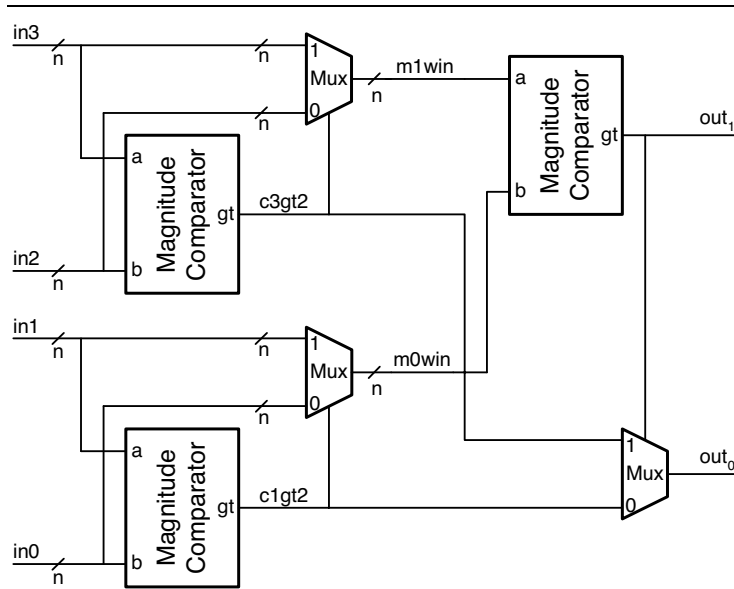 in3
n
n
1
Mux
0
n
m1win
n
a
Magnitude Comparator
gt
b
out1
a
Magnitude Comparator
gt
b
c3gt2
in2
n
in1
n
n
1
Mux
0
n
m0win
n
a
Magnitude Comparator
gt
b
c1gt2
in0
n
1
Mux
0
out0